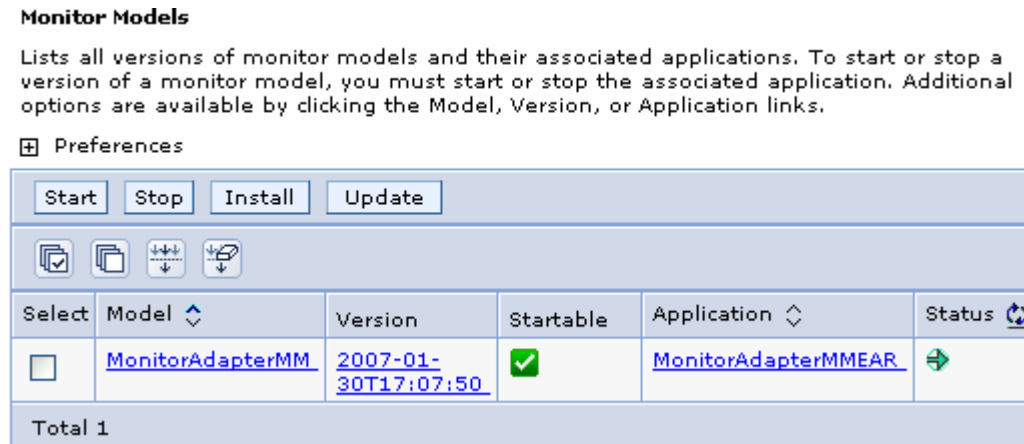 Monitor Models
Lists all versions of monitor models and their associated applications. To start or stop a
version of a monitor model, you must start or stop the associated application. Additional
options are available by clicking the Model, Version, or Application links.
Preferences
Start Stop Install Update
Select Model Version Startable Application Status
MonitorAdapterMM 2007-01-
30T17:07:50 MonitorAdapterMMEAR
Total 1